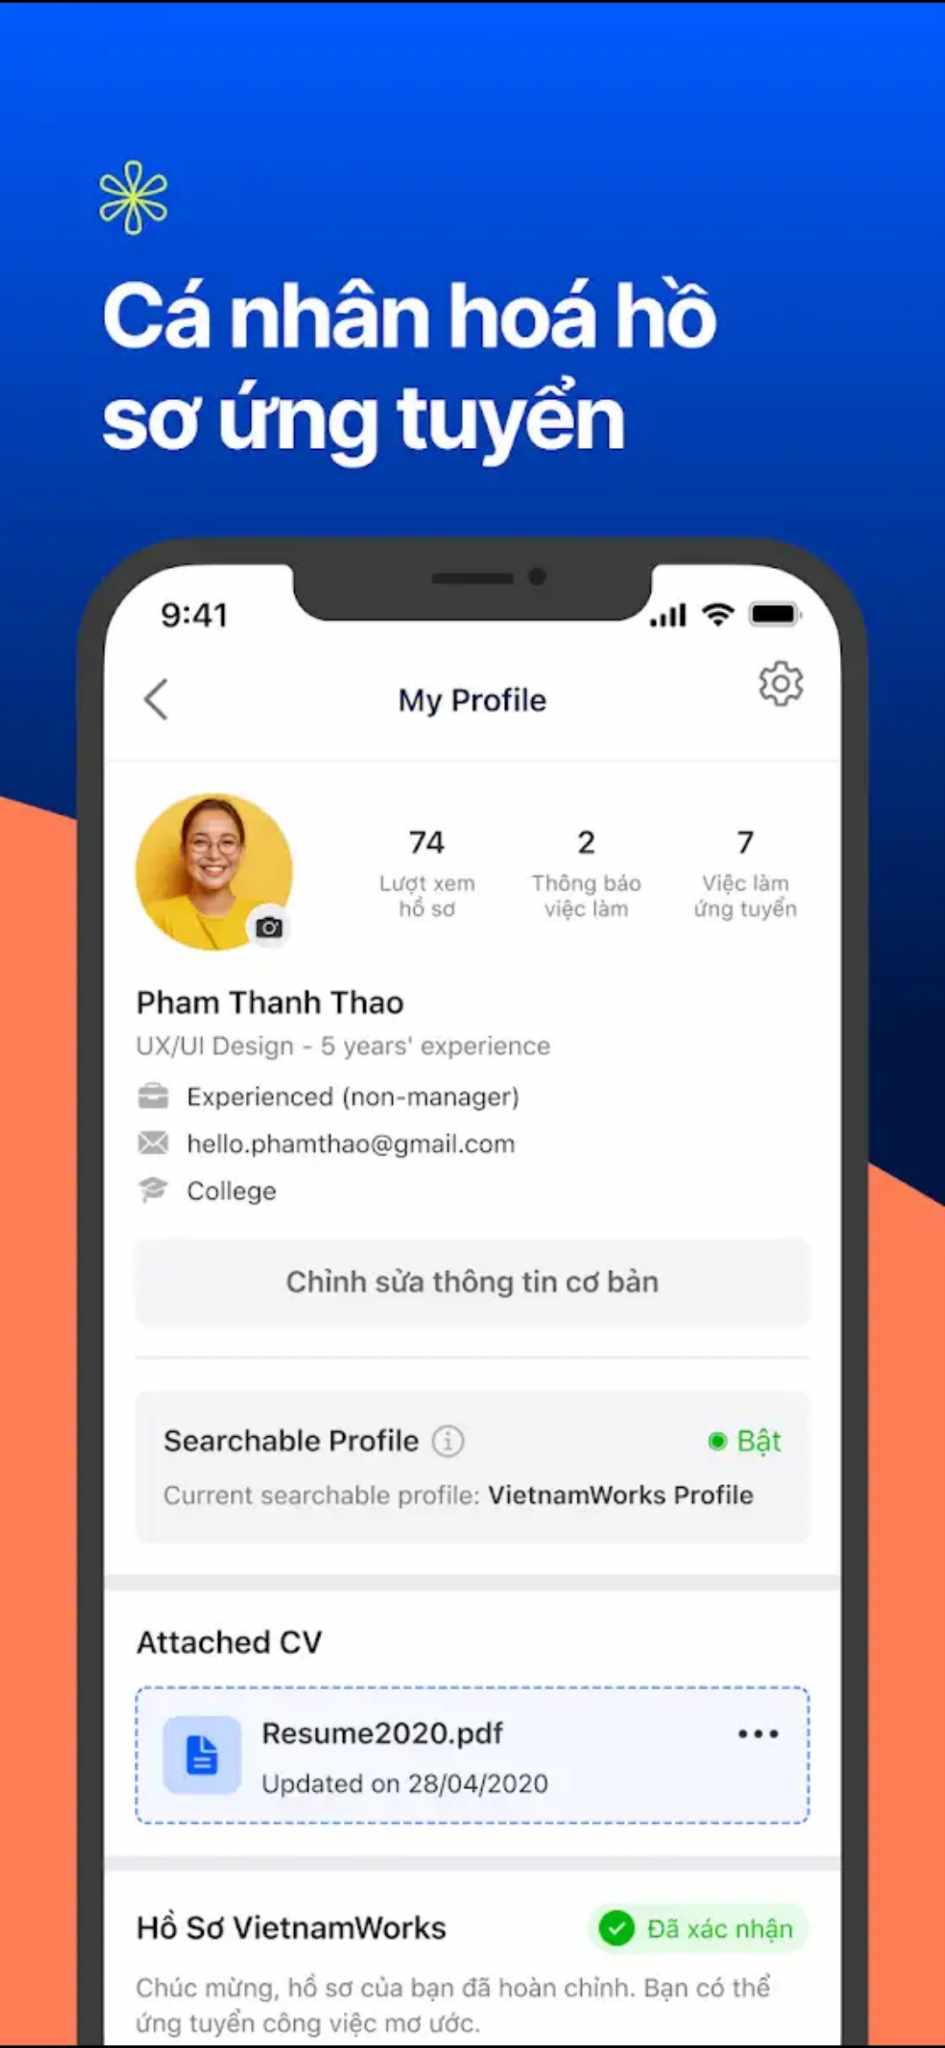 Cá nhân hoá hồ
sơ ứng tuyển
9:41
My Profile
74
Lượt xem
hồ sơ
2
Thông báo
việc làm
7
Việc làm
ứng tuyển
Pham Thanh Thao
UX/UI Design - 5 years' experience
Experienced (non-manager)
hello.phamthao@gmail.com
College
Chỉnh sửa thông tin cơ bản
Searchable Profile
Bật
Current searchable profile: VietnamWorks Profile
Attached CV
Resume2020.pdf
Updated on 28/04/2020
Hồ Sơ VietnamWorks
Đã xác nhận
Chúc mừng, hồ sơ của bạn đã hoàn chỉnh. Bạn có thể
ứng tuyển công việc mơ ước.